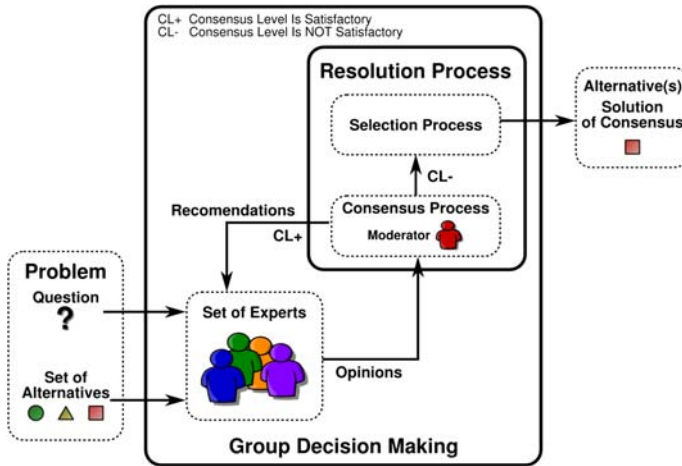 CL+ Consensus Level Is Satisfactory
CL- Consensus Level Is NOT Satisfactory
Resolution Process
Selection Process
CL-
Consensus Process
Moderator
Alternative(s)
Solution
of Consensus
Recomendations
CL+
Problem
Question
?
Set of
Alternatives
Set of Experts
Opinions
Group Decision Making